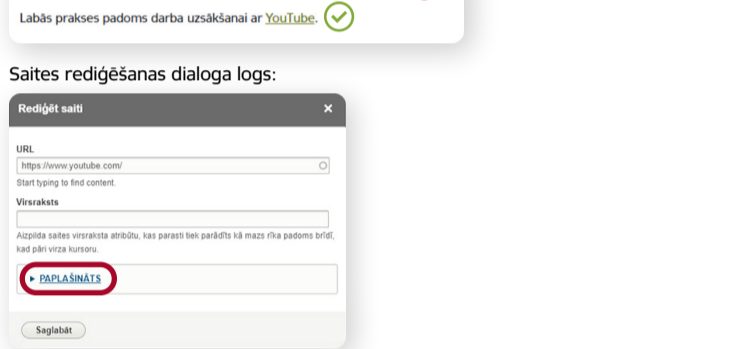 Labās prakses padoms darba uzsākšanai ar YouTube.
Saites rediģēšanas dialoga logs:
Rediģēt saiti ×
URL
https://www.youtube.com/
Start typing to find content.
Virsraksts
Aizpilda saites virsraksta atribūtu, kas parasti tiek parādīts kā mazs rīka padoms brīdī,
kad pāri virza kursoru.
► PAPLAŠINĀTS
Saglabāt